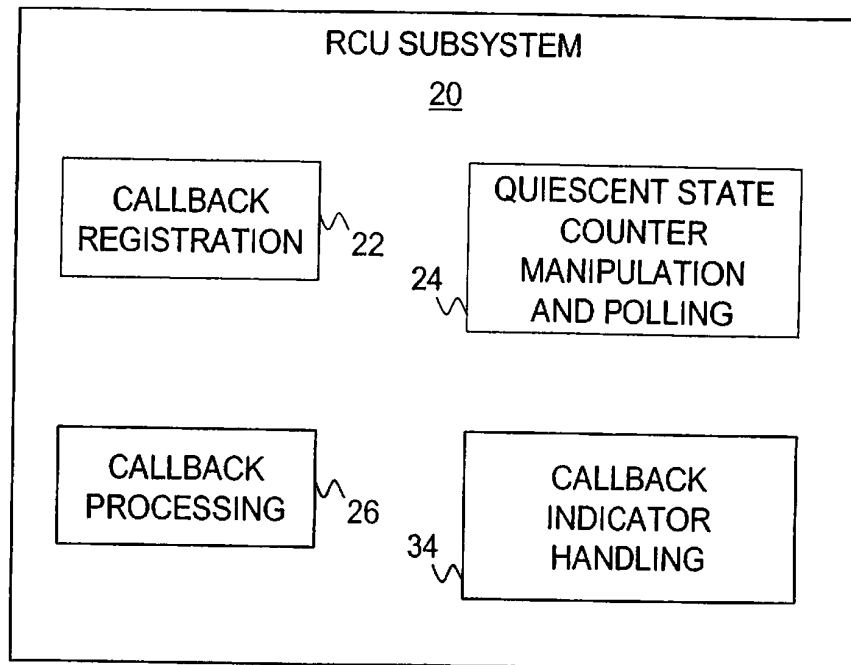 RCU SUBSYSTEM
20
CALLBACK
REGISTRATION
22
QUIESCENT STATE
COUNTER
MANIPULATION
AND POLLING
24
CALLBACK
PROCESSING
26
CALLBACK
INDICATOR
HANDLING
34